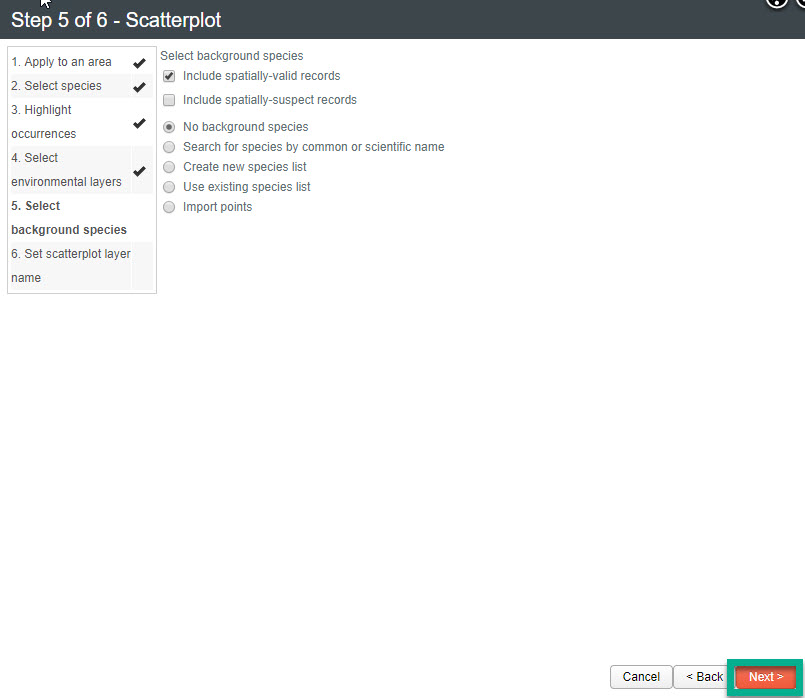 Step 5 of 6 - Scatterplot
1. Apply to an area
2. Select species
3. Highlight
occurrences
4. Select
environmental layers
5. Select
background species
6. Set scatterplot layer
name
Select background species
Include spatially-valid records
Include spatially-suspect records
No background species
Search for species by common or scientific name
Create new species list
Use existing species list
Import points
Cancel
< Back
Next >